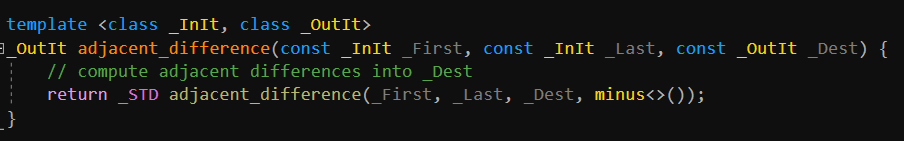 template <class _InIt, class _OutIt>
_OutIt adjacent_difference(const _InIt _First, const _InIt _Last, const _OutIt _Dest) {
    // compute adjacent differences into _Dest
    return _STD adjacent_difference(_First, _Last, _Dest, minus<>());
}